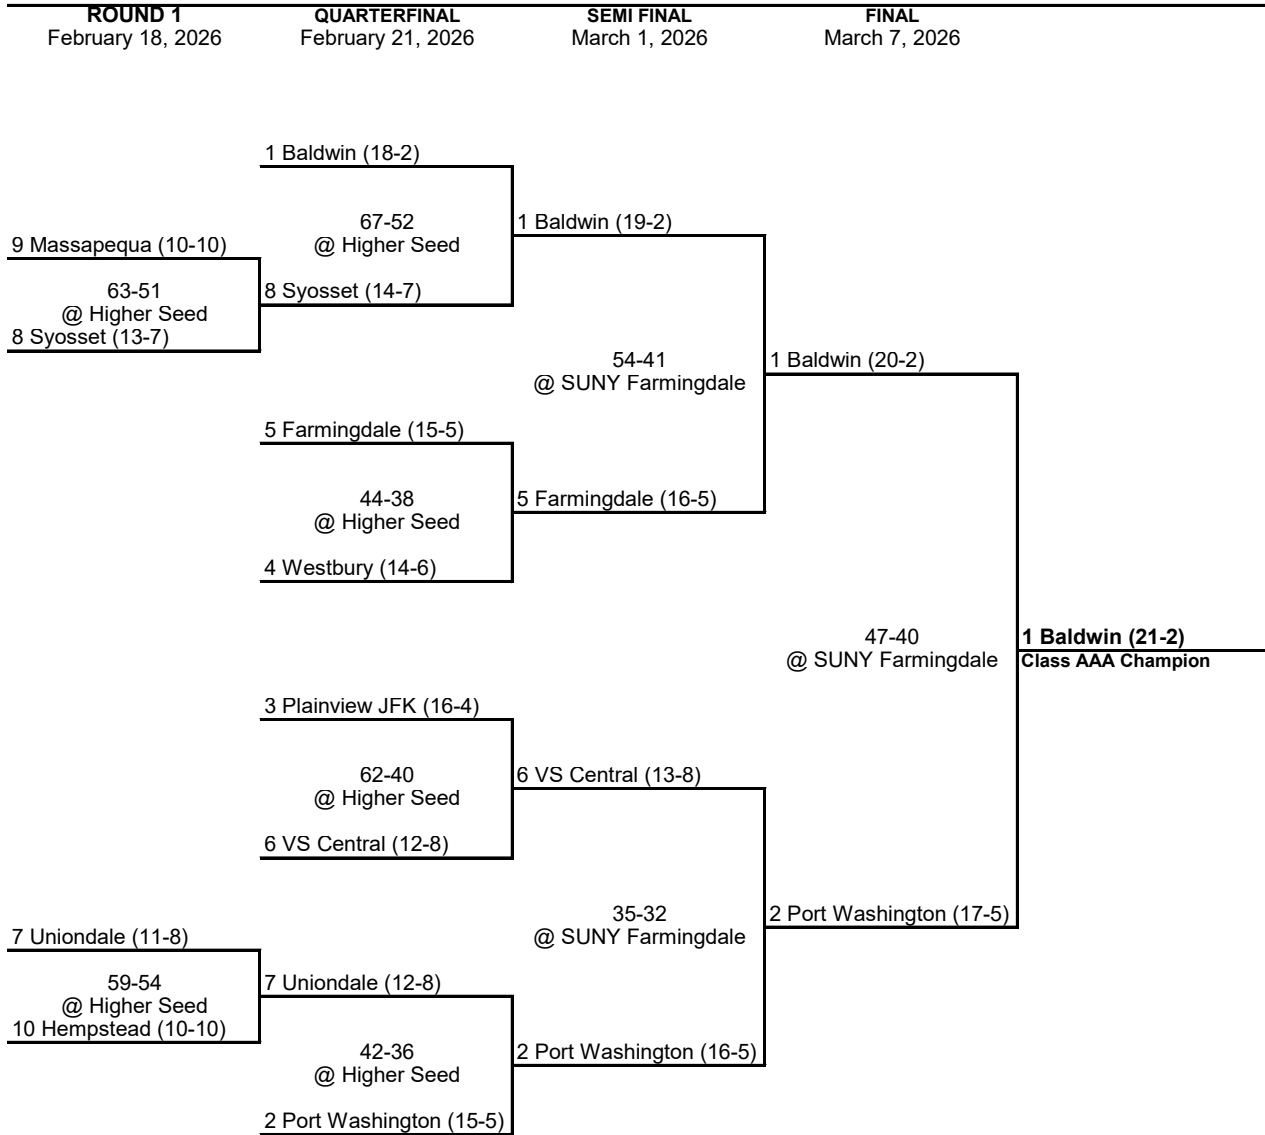 ROUND 1
February 18, 2026
QUARTERFINAL
February 21, 2026
SEMI FINAL
March 1, 2026
FINAL
March 7, 2026
1 Baldwin (18-2)
67-52
@ Higher Seed
1 Baldwin (19-2)
9 Massapequa (10-10)
63-51
@ Higher Seed
8 Syosset (14-7)
8 Syosset (13-7)
54-41
@ SUNY Farmingdale
1 Baldwin (20-2)
5 Farmingdale (15-5)
44-38
@ Higher Seed
5 Farmingdale (16-5)
4 Westbury (14-6)
47-40
@ SUNY Farmingdale
1 Baldwin (21-2)
Class AAA Champion
3 Plainview JFK (16-4)
62-40
@ Higher Seed
6 VS Central (13-8)
6 VS Central (12-8)
35-32
@ SUNY Farmingdale
2 Port Washington (17-5)
7 Uniondale (11-8)
59-54
@ Higher Seed
7 Uniondale (12-8)
10 Hempstead (10-10)
42-36
@ Higher Seed
2 Port Washington (16-5)
2 Port Washington (15-5)